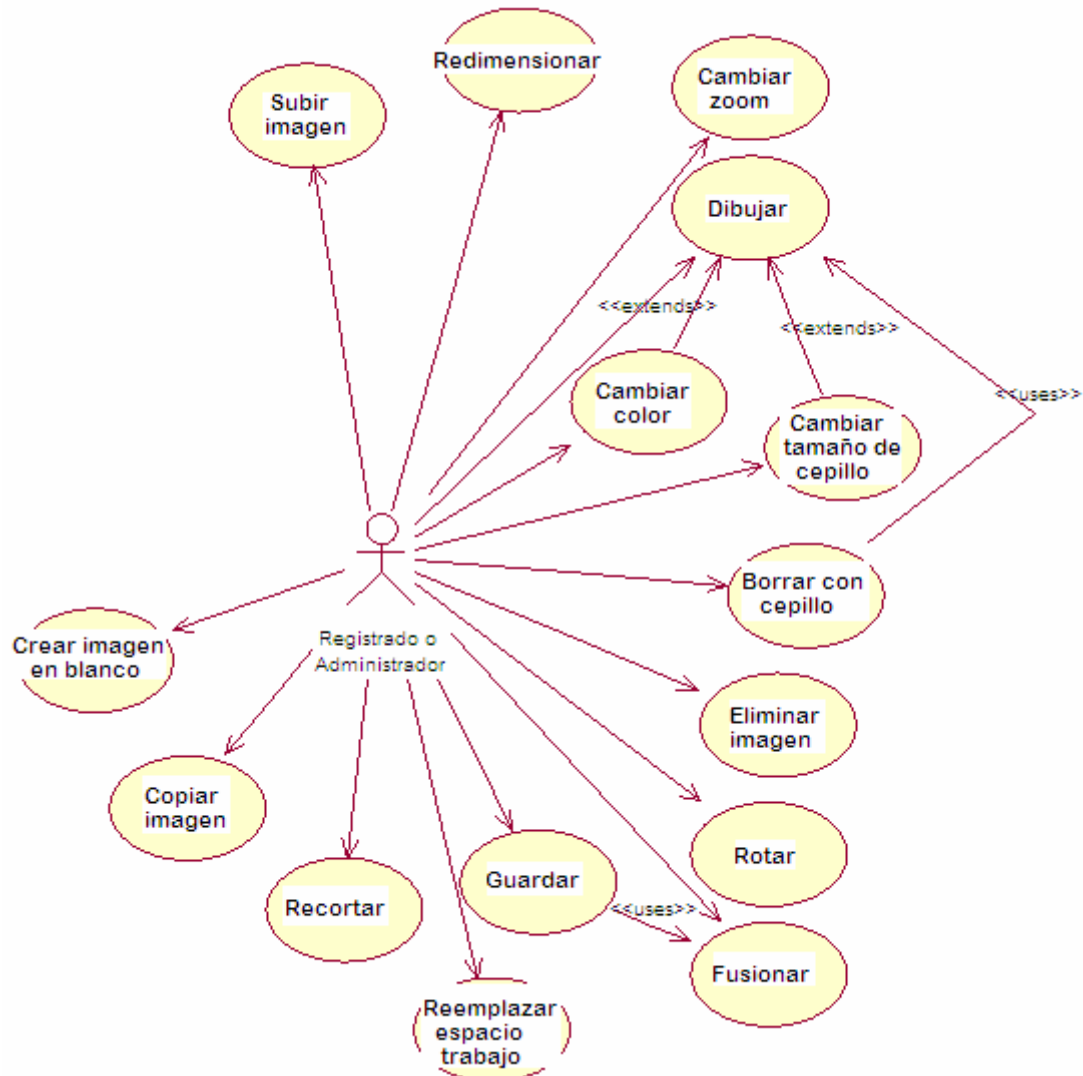 Redimensionar
Cambiar
zoom
Subir
imagen
Dibujar
<<extends>>
<<extends>>
Cambiar
color
<<uses>>
Cambiar
tamaño de
cepillo
Borrar con
cepillo
Registrado o
Administrador
Crear imagen
en blanco
Eliminar
imagen
Copiar
imagen
Rotar
Guardar
Recortar
<<uses>>
Fusionar
Reemplazar
espacio
trabajo